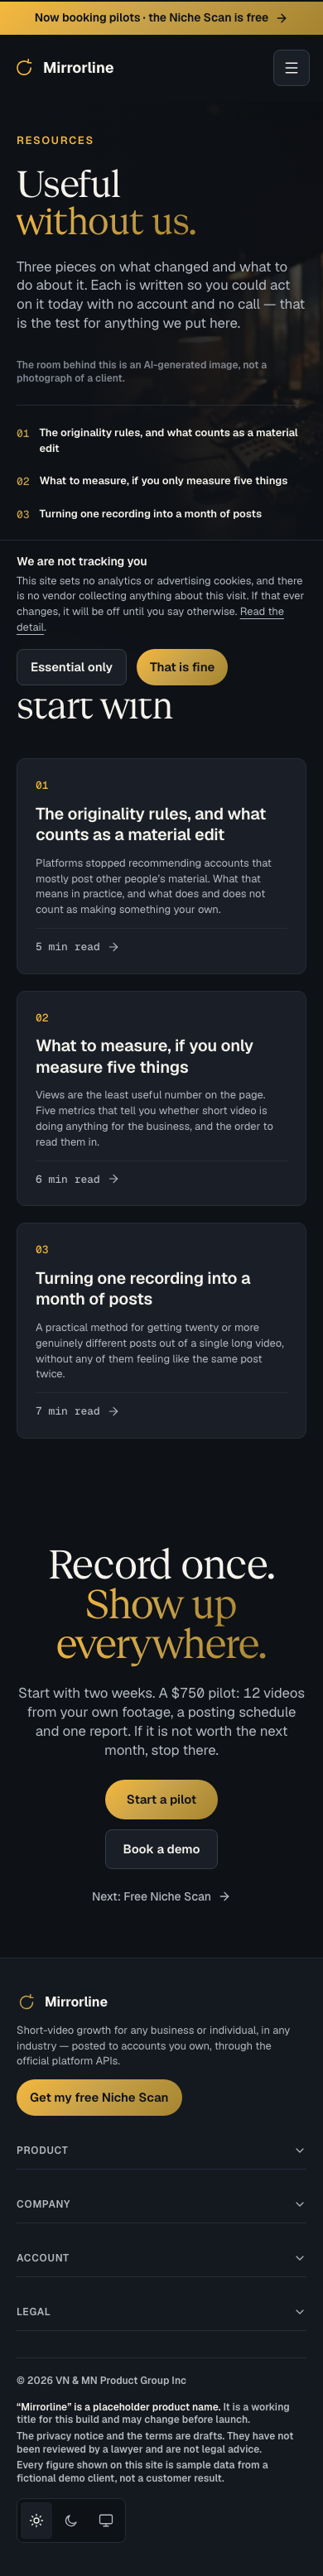 Now booking pilots · the Niche Scan is free →
Mirrorline
RESOURCES
Useful
without us.
Three pieces on what changed and what to
do about it. Each is written so you could act
on it today with no account and no call — that
is the test for anything we put here.
The room behind this is an AI-generated image, not a
photograph of a client.
01 The originality rules, and what counts as a material
edit
02 What to measure, if you only measure five things
03 Turning one recording into a month of posts
We are not tracking you
This site sets no analytics or advertising cookies, and there
is no vendor collecting anything about this visit. If that ever
changes, it will be off until you say otherwise. Read the
detail.
Essential only
That is fine
start with
01
The originality rules, and what
counts as a material edit
Platforms stopped recommending accounts that
mostly post other people's material. What that
means in practice, and what does and does not
count as making something your own.
5 min read →
02
What to measure, if you only
measure five things
Views are the least useful number on the page.
Five metrics that tell you whether short video is
doing anything for the business, and the order to
read them in.
6 min read →
03
Turning one recording into a
month of posts
A practical method for getting twenty or more
genuinely different posts out of a single long video,
without any of them feeling like the same post
twice.
7 min read →
Record once.
Show up
everywhere.
Start with two weeks. A $750 pilot: 12 videos
from your own footage, a posting schedule
and one report. If it is not worth the next
month, stop there.
Start a pilot
Book a demo
Next: Free Niche Scan →
Mirrorline
Short-video growth for any business or individual, in any
industry — posted to accounts you own, through the
official platform APIs.
Get my free Niche Scan
PRODUCT
COMPANY
ACCOUNT
LEGAL
© 2026 VN & MN Product Group Inc
“Mirrorline” is a placeholder product name. It is a working
title for this build and may change before launch.
The privacy notice and the terms are drafts. They have not
been reviewed by a lawyer and are not legal advice.
Every figure shown on this site is sample data from a
fictional demo client, not a customer result.